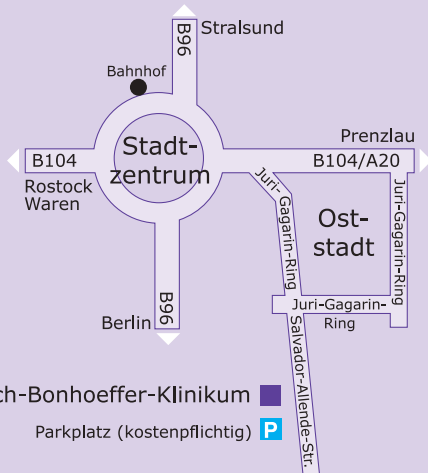 B96
Stralsund
Bahnhof
Stadt-
zentrum
Prenzlau
B104
B104/A20
Rostock
Waren
Juri- Gagarin-Ring
Juri-Gagarin-Ring
Ost-
stadt
Juri-Gagarin-
Ring
B96
Berlin
Salvador-Allende-Str.
ch-Bonhoeffer-Klinikum
Parkplatz (kostenpflichtig) P